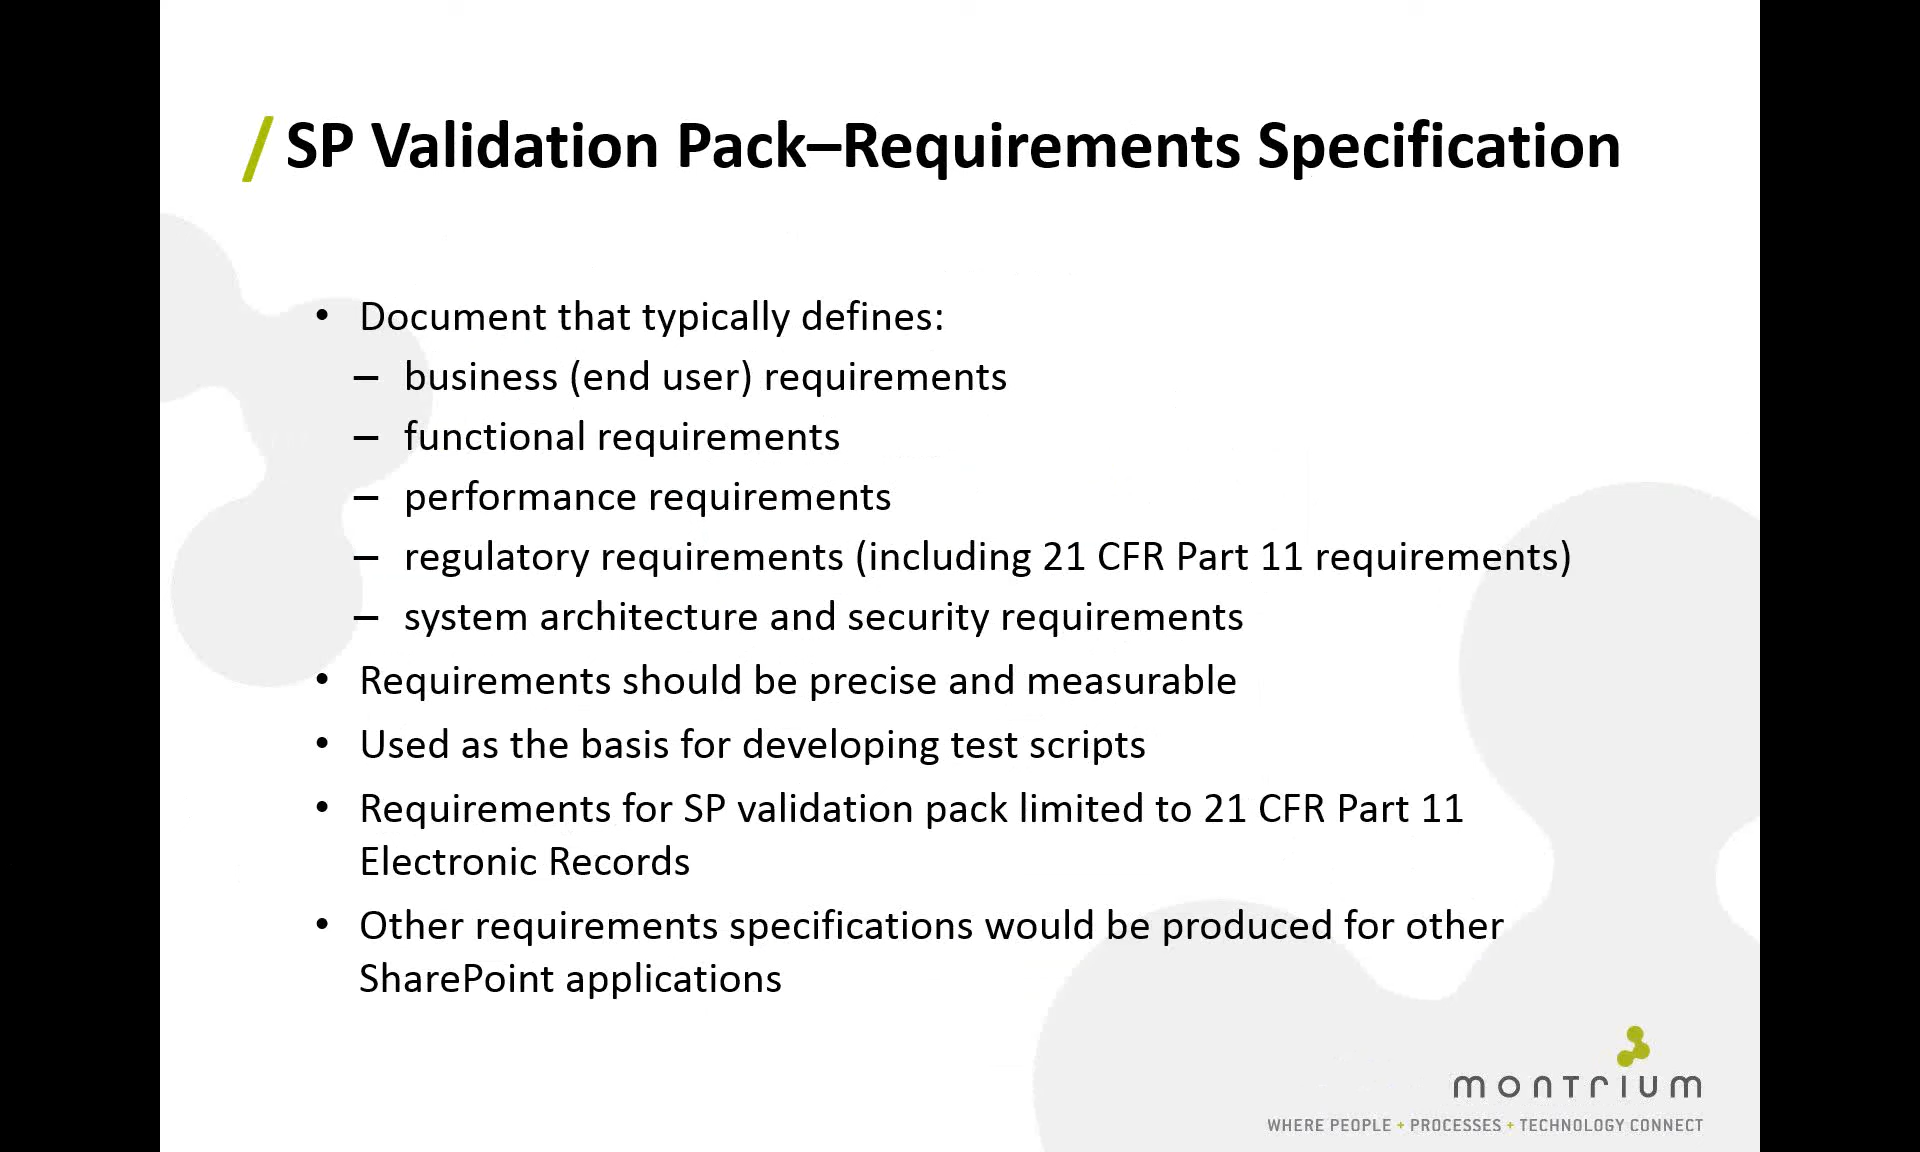 / SP Validation Pack–Requirements Specification
• Document that typically defines:
– business (end user) requirements
– functional requirements
– performance requirements
– regulatory requirements (including 21 CFR Part 11 requirements)
– system architecture and security requirements
• Requirements should be precise and measurable
• Used as the basis for developing test scripts
• Requirements for SP validation pack limited to 21 CFR Part 11
Electronic Records
• Other requirements specifications would be produced for other
SharePoint applications
montrium
WHERE PEOPLE + PROCESSES + TECHNOLOGY CONNECT